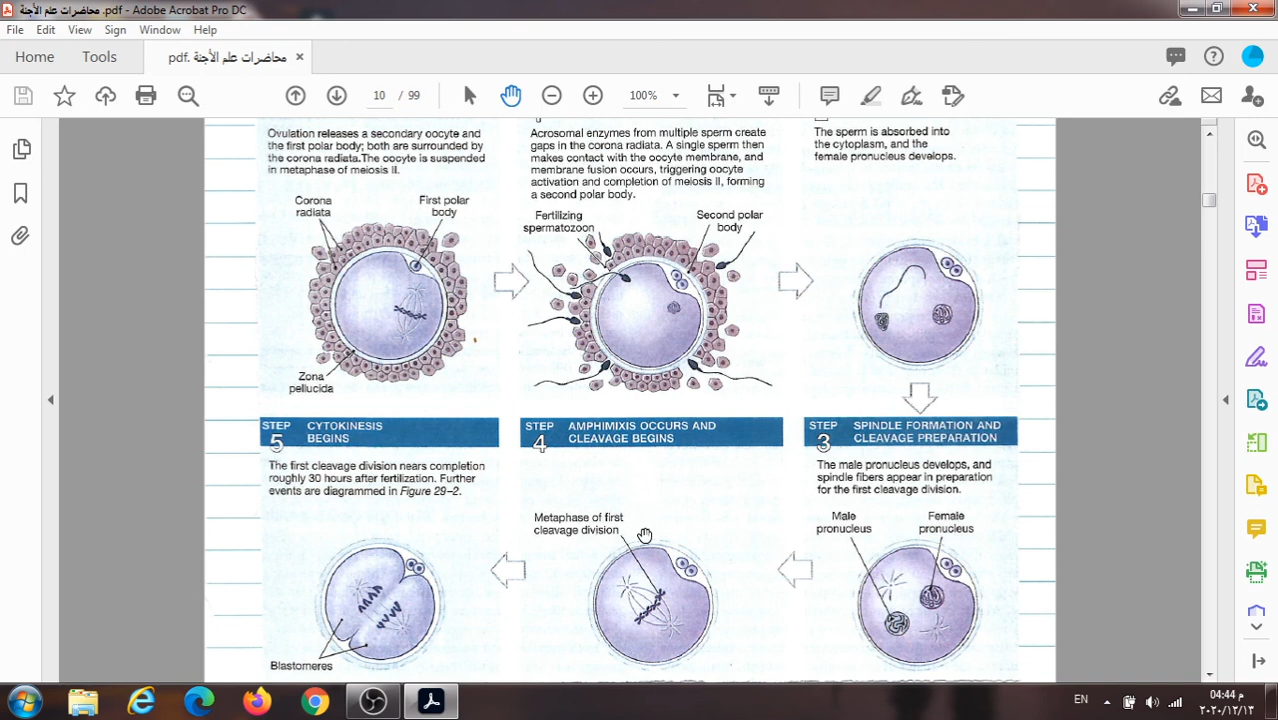 محاضرات علم الأجنة .pdf - Adobe Acrobat Pro DC
File Edit View Sign Window Help
Home Tools محاضرات علم الأجنة .pdf ×
10 / 99 100%
Ovulation releases a secondary oocyte and
the first polar body; both are surrounded by
the corona radiata.The oocyte is suspended
in metaphase of meiosis II.
Corona
radiata
First polar
body
Zona
pellucida
Acrosomal enzymes from multiple sperm create
gaps in the corona radiata. A single sperm then
makes contact with the oocyte membrane, and
membrane fusion occurs, triggering oocyte
activation and completion of meiosis II, forming
a second polar body.
Fertilizing
spermatozoon
Second polar
body
The sperm is absorbed into
the cytoplasm, and the
female pronucleus develops.
STEP 5 CYTOKINESIS
BEGINS
The first cleavage division nears completion
roughly 30 hours after fertilization. Further
events are diagrammed in Figure 29–2.
Blastomeres
STEP 4 AMPHIMIXIS OCCURS AND
CLEAVAGE BEGINS
Metaphase of first
cleavage division
STEP 3 SPINDLE FORMATION AND
CLEAVAGE PREPARATION
The male pronucleus develops, and
spindle fibers appear in preparation
for the first cleavage division.
Male
pronucleus
Female
pronucleus
EN
04:44 م
٢٠٢٠/١٢/١٣